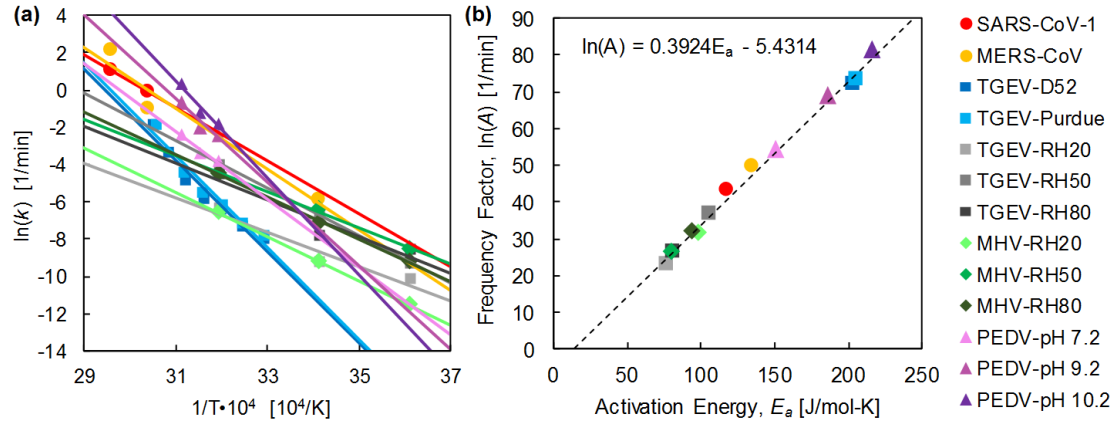 (a)
4
2
0
-2
-4
-6
-8
-10
-12
-14
ln(k) [1/min]
29 31 33 35 37
1/T•10⁴ [10⁴/K]
(b)
90
80
70
60
50
40
30
20
10
0
Frequency Factor, ln(A) [1/min]
ln(A) = 0.3924Eₐ - 5.4314
0 50 100 150 200 250
Activation Energy, Eₐ [J/mol-K]
SARS-CoV-1
MERS-CoV
TGEV-D52
TGEV-Purdue
TGEV-RH20
TGEV-RH50
TGEV-RH80
MHV-RH20
MHV-RH50
MHV-RH80
PEDV-pH 7.2
PEDV-pH 9.2
PEDV-pH 10.2